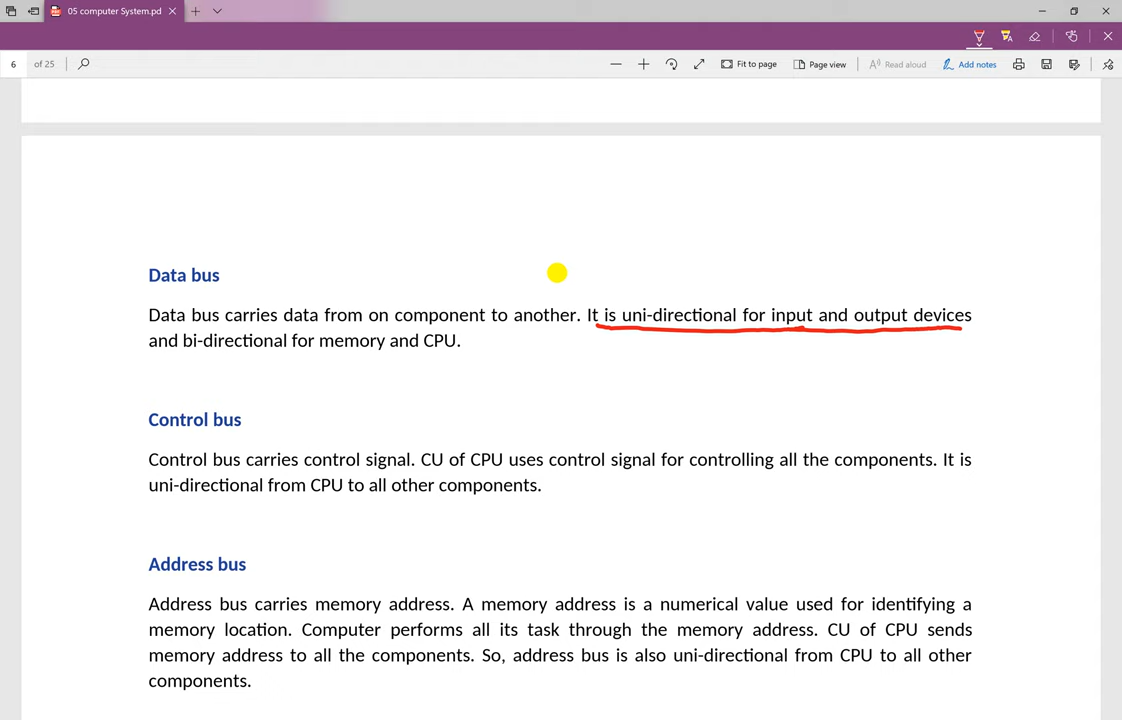 05 computer System.pd
6 of 25 Fit to page Page view Read aloud Add notes
Data bus
Data bus carries data from on component to another. It is uni-directional for input and output devices
and bi-directional for memory and CPU.
Control bus
Control bus carries control signal. CU of CPU uses control signal for controlling all the components. It is
uni-directional from CPU to all other components.
Address bus
Address bus carries memory address. A memory address is a numerical value used for identifying a
memory location. Computer performs all its task through the memory address. CU of CPU sends
memory address to all the components. So, address bus is also uni-directional from CPU to all other
components.